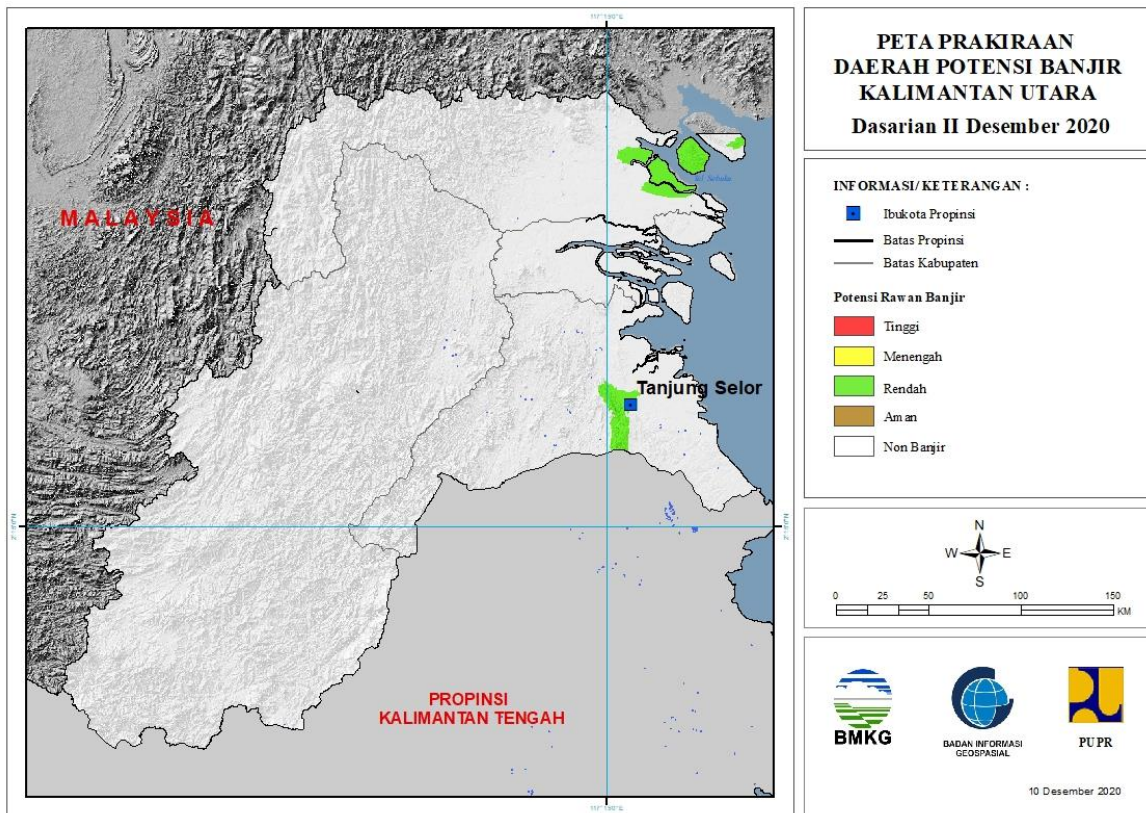 PETA PRAKIRAAN
DAERAH POTENSI BANJIR
KALIMANTAN UTARA
Dasarian II Desember 2020
MALAYSIA
Tanjung Selor
PROPINSI
KALIMANTAN TENGAH
INFORMASI/KETERANGAN :
Ibukota Propinsi
Batas Propinsi
Batas Kabupaten
Potensi Rawan Banjir
Tinggi
Menengah
Rendah
Aman
Non Banjir
N
W E
S
0 25 50 100 150
KM
BMKG
BADAN INFORMASI
GEOSPASIAL
PUPR
10 Desember 2020